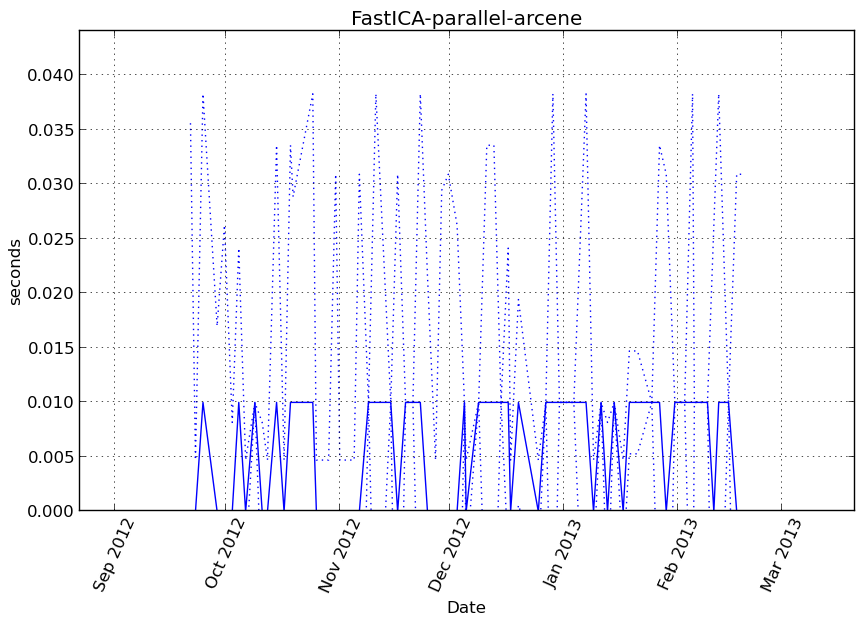 FastICA-parallel-arcene
0.040
0.035
0.030
0.025
0.020
0.015
0.010
0.005
0.000
seconds
Sep 2012
Oct 2012
Nov 2012
Dec 2012
Jan 2013
Feb 2013
Mar 2013
Date